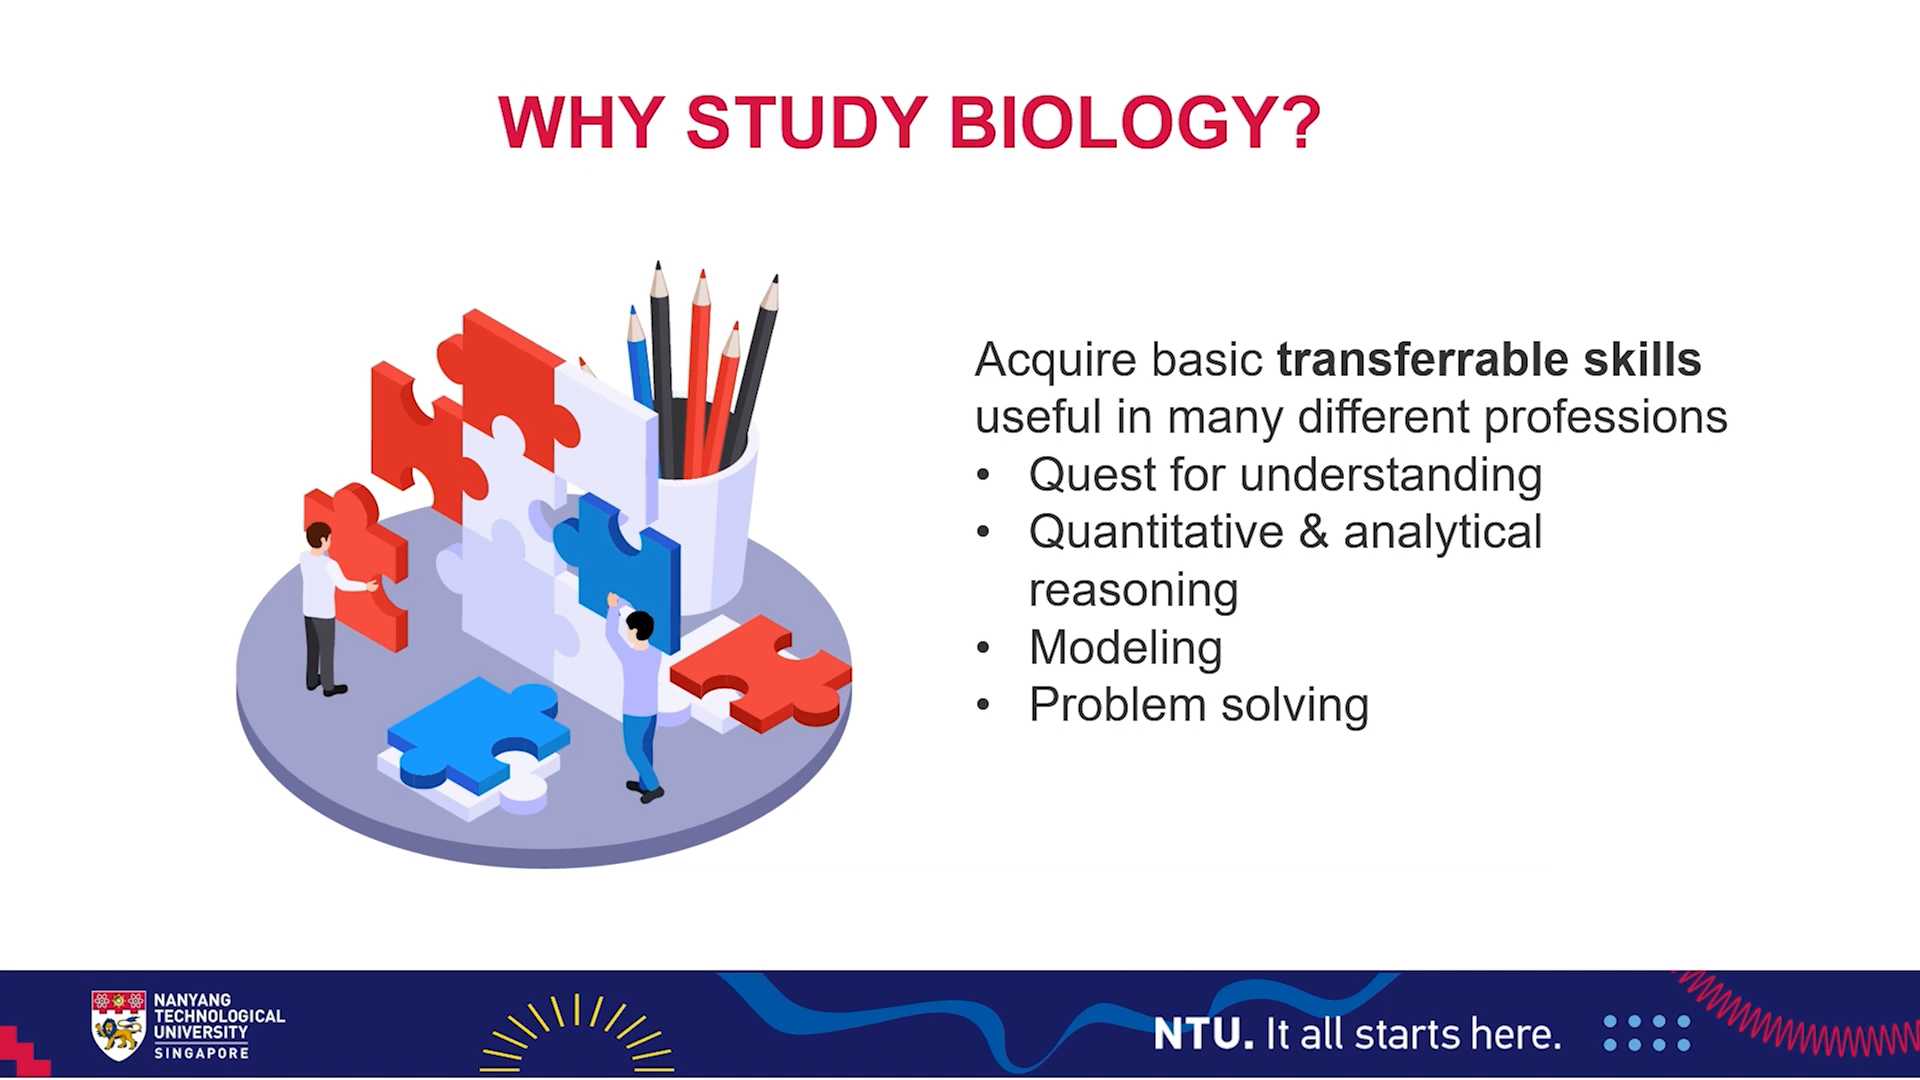 WHY STUDY BIOLOGY?
Acquire basic transferrable skills
useful in many different professions
• Quest for understanding
• Quantitative & analytical
reasoning
• Modeling
• Problem solving
NANYANG
TECHNOLOGICAL
UNIVERSITY
SINGAPORE
NTU. It all starts here.